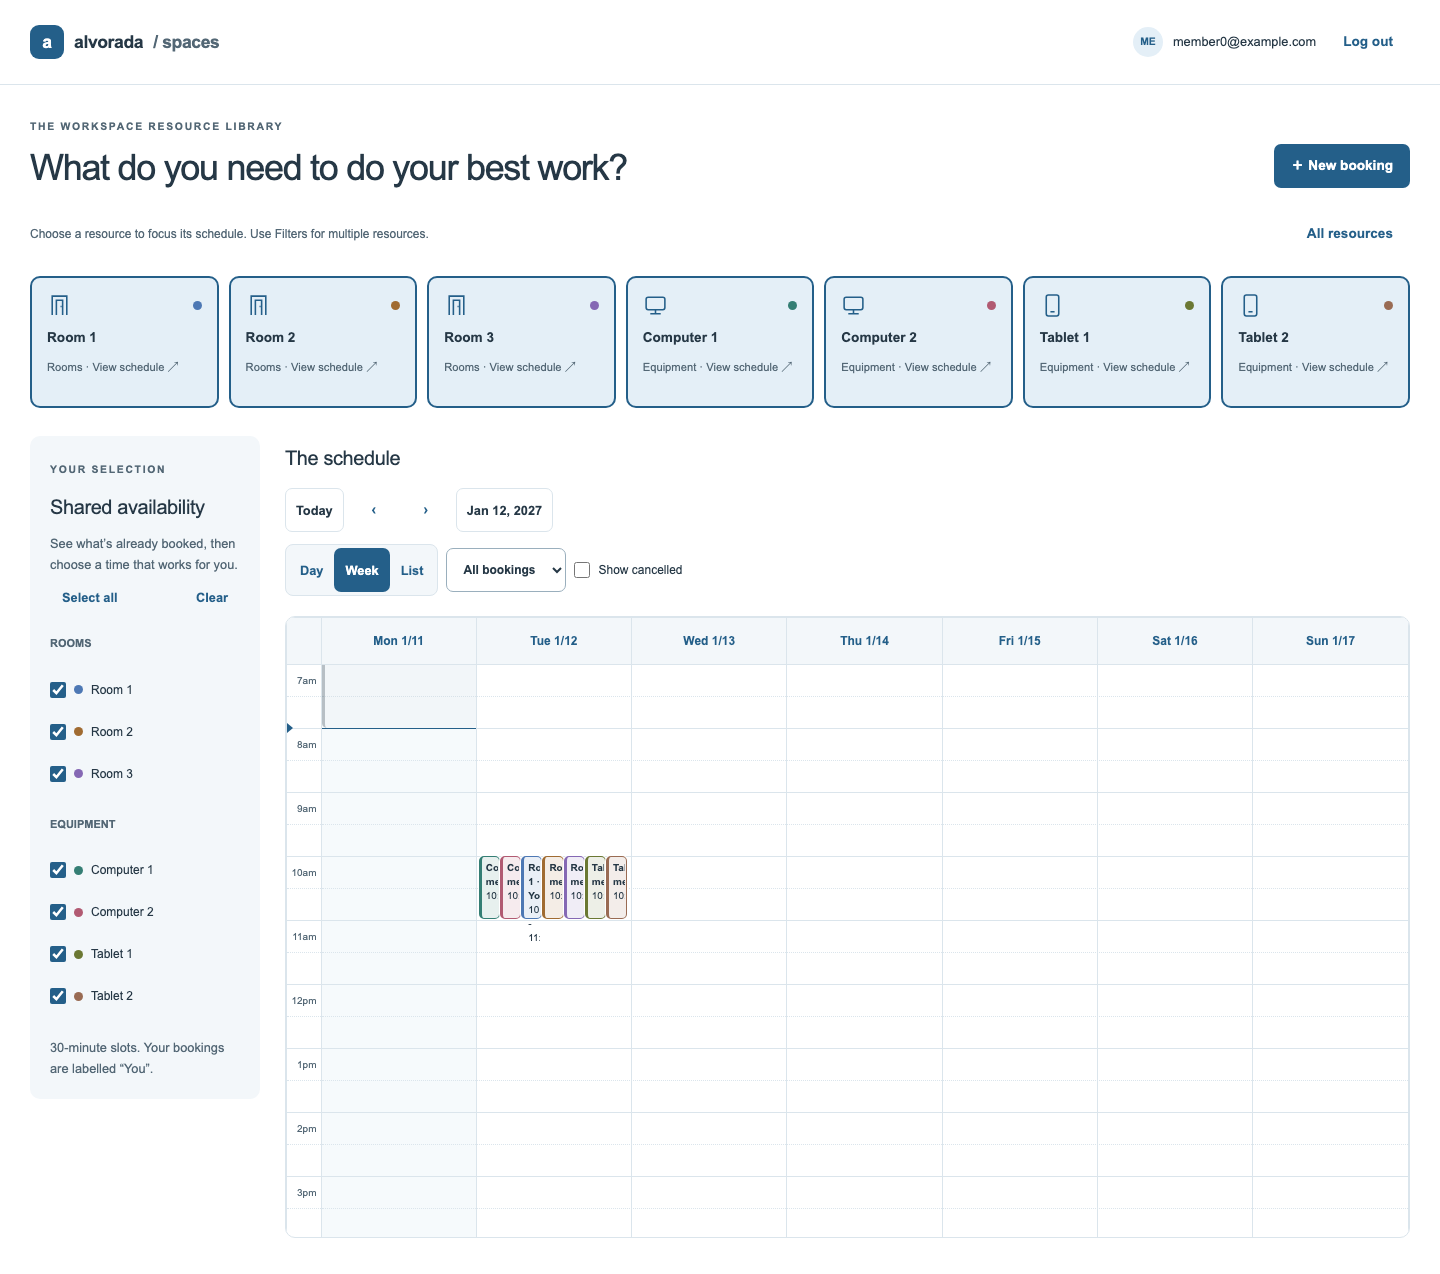 a alvorada / spaces
ME member0@example.com Log out
THE WORKSPACE RESOURCE LIBRARY
What do you need to do your best work?
+ New booking
Choose a resource to focus its schedule. Use Filters for multiple resources.
All resources
Room 1
Rooms · View schedule ↗
Room 2
Rooms · View schedule ↗
Room 3
Rooms · View schedule ↗
Computer 1
Equipment · View schedule ↗
Computer 2
Equipment · View schedule ↗
Tablet 1
Equipment · View schedule ↗
Tablet 2
Equipment · View schedule ↗
YOUR SELECTION
Shared availability
See what’s already booked, then
choose a time that works for you.
Select all Clear
ROOMS
Room 1
Room 2
Room 3
EQUIPMENT
Computer 1
Computer 2
Tablet 1
Tablet 2
30-minute slots. Your bookings
are labelled “You”.
The schedule
Today ‹ › Jan 12, 2027
Day Week List All bookings Show cancelled
Mon 1/11 Tue 1/12 Wed 1/13 Thu 1/14 Fri 1/15 Sat 1/16 Sun 1/17
7am
8am
9am
10am
11am
12pm
1pm
2pm
3pm